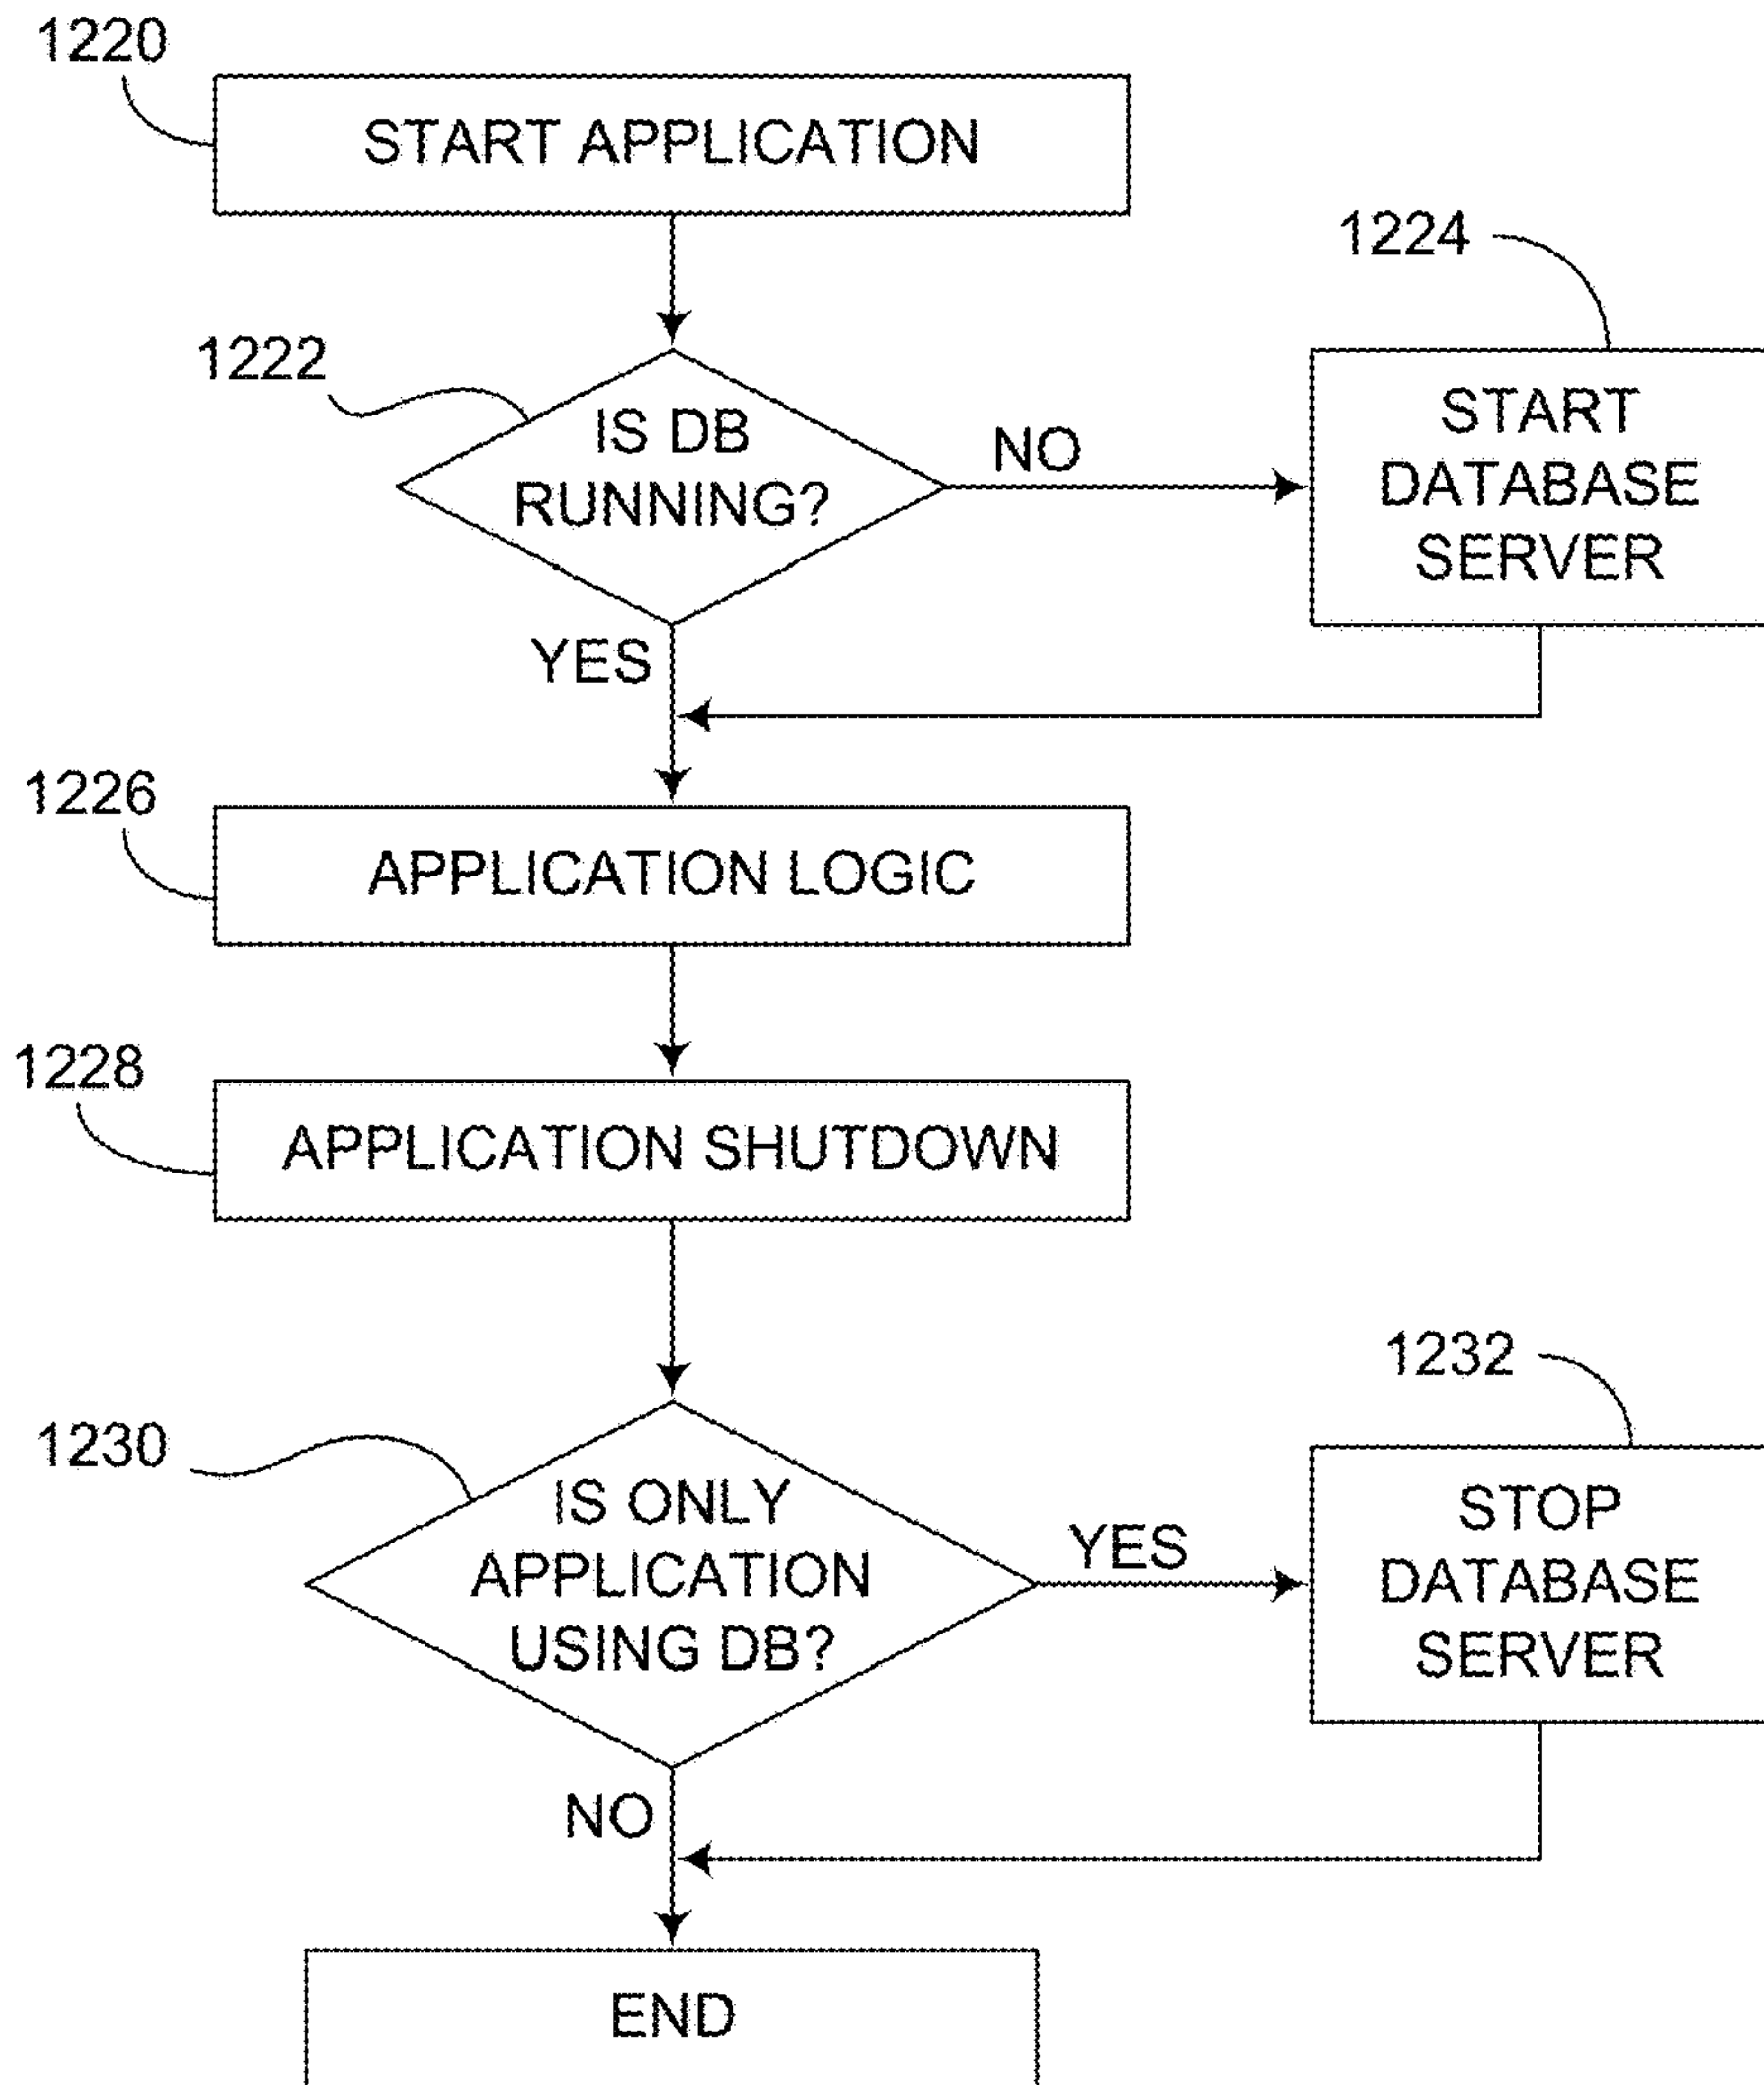 1220
START APPLICATION
1224
1222
IS DB
RUNNING?
NO
START
DATABASE
SERVER
YES
1226
APPLICATION LOGIC
1228
APPLICATION SHUTDOWN
1232
1230
IS ONLY
APPLICATION
USING DB?
YES
STOP
DATABASE
SERVER
NO
END